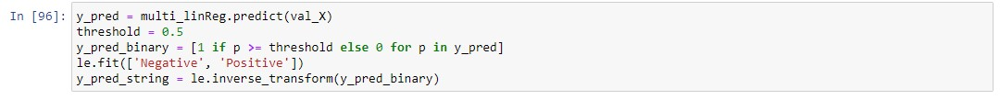 In [96]: y_pred = multi_linReg.predict(val_X)
threshold = 0.5
y_pred_binary = [1 if p >= threshold else 0 for p in y_pred]
le.fit(['Negative', 'Positive'])
y_pred_string = le.inverse_transform(y_pred_binary)